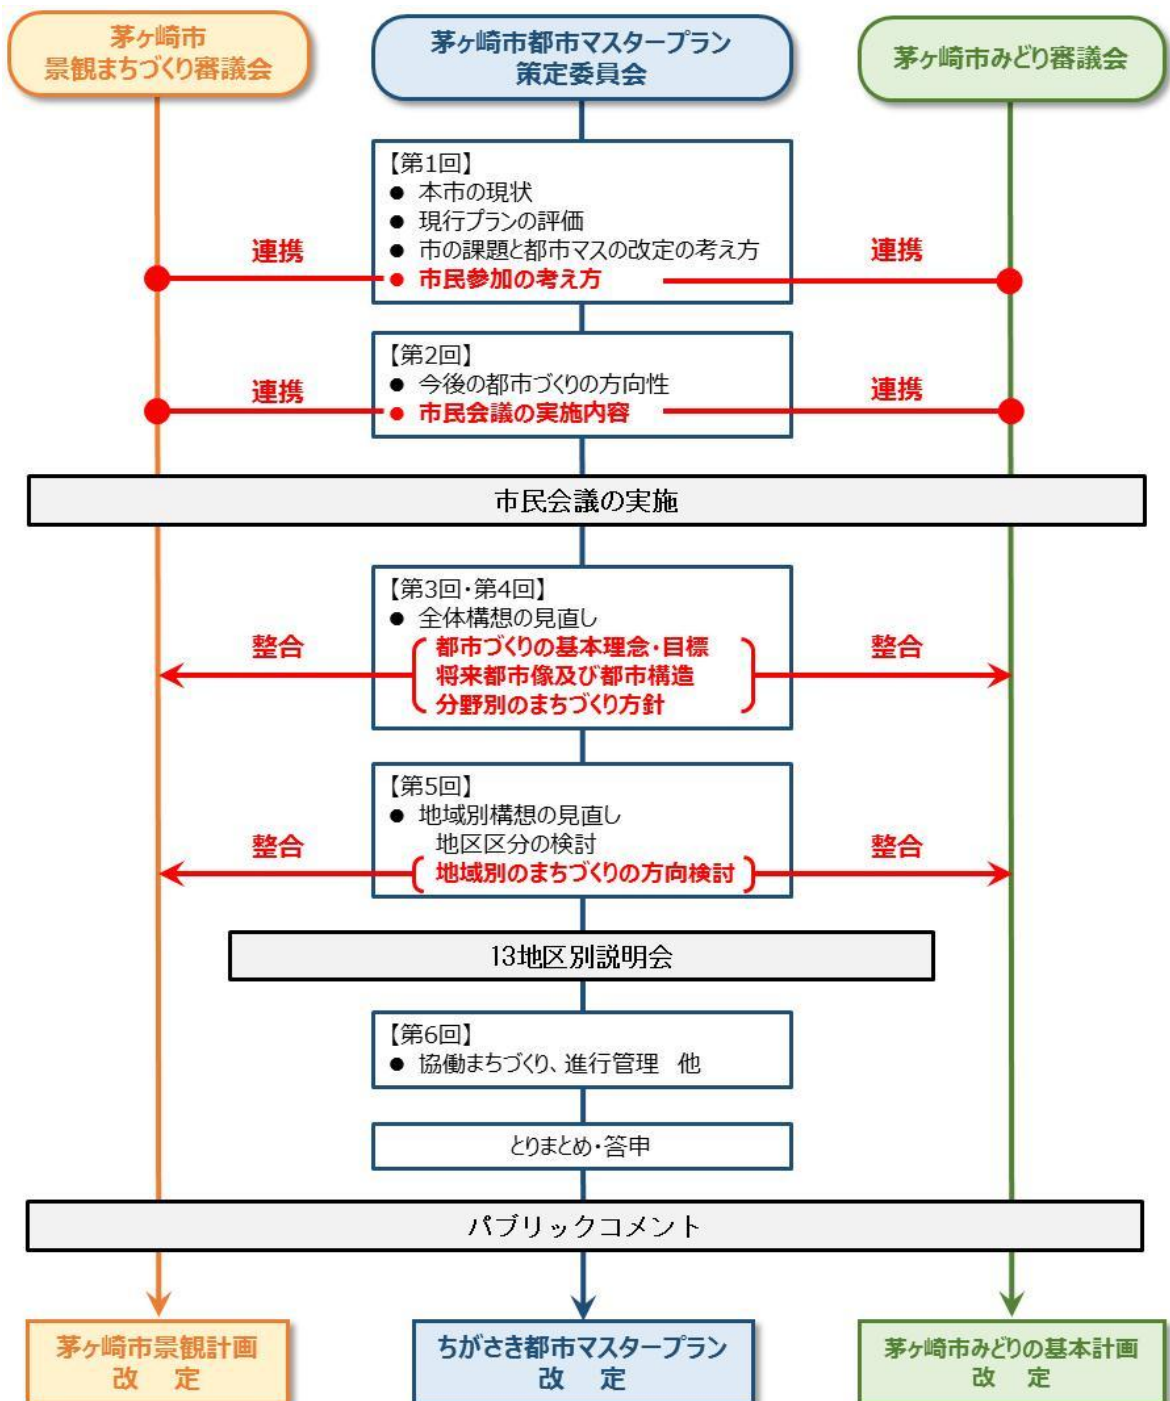 茅ヶ崎市
景観まちづくり審議会
茅ヶ崎市都市マスタープラン
策定委員会
茅ヶ崎市みどり審議会
【第1回】
● 本市の現状
● 現行プランの評価
● 市の課題と都市マスの改定の考え方
● 市民参加の考え方
連携
連携
【第2回】
● 今後の都市づくりの方向性
● 市民会議の実施内容
連携
連携
市民会議の実施
【第3回・第4回】
● 全体構想の見直し
都市づくりの基本理念・目標
将来都市像及び都市構造
分野別のまちづくり方針
整合
整合
【第5回】
● 地域別構想の見直し
地区区分の検討
地域別のまちづくりの方向検討
整合
整合
13地区別説明会
【第6回】
● 協働まちづくり、進行管理 他
とりまとめ・答申
パブリックコメント
茅ヶ崎市景観計画
改 定
ちがさき都市マスタープラン
改 定
茅ヶ崎市みどりの基本計画
改 定